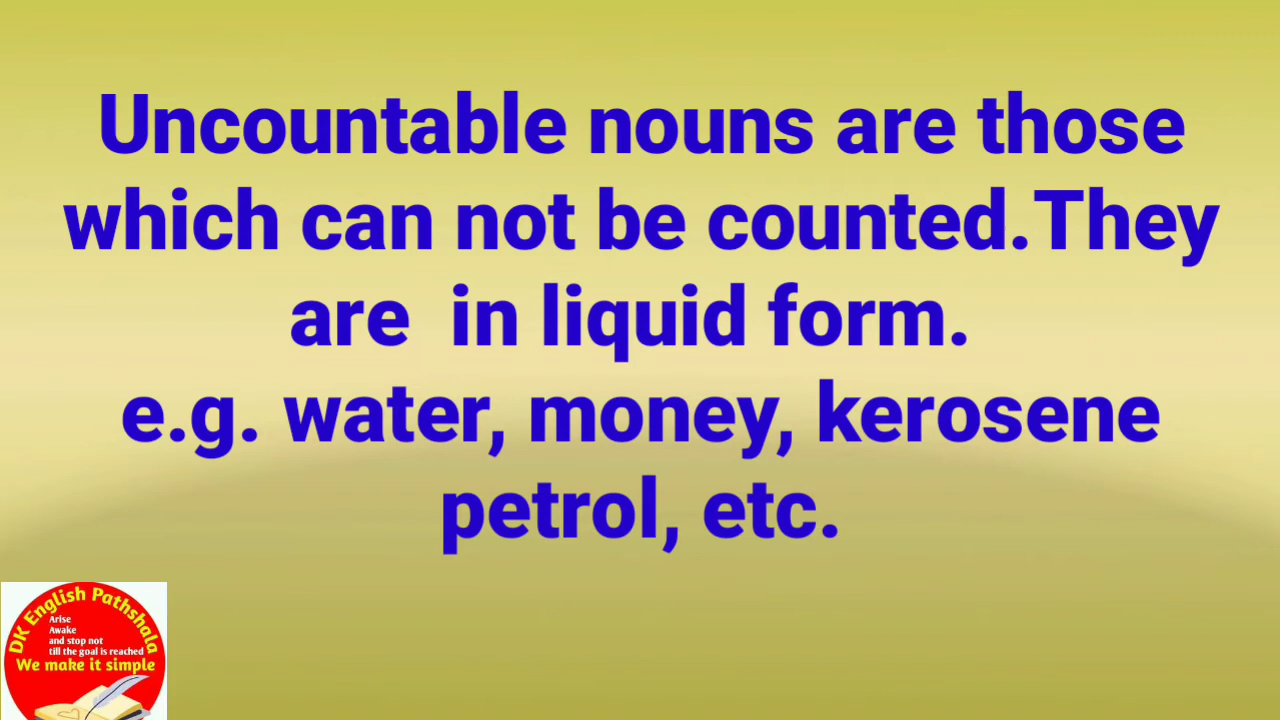 Uncountable nouns are those
which can not be counted.They
are in liquid form.
e.g. water, money, kerosene
petrol, etc.
DK English Pathshala
Arise
Awake
and stop not
till the goal is reached
We make it simple